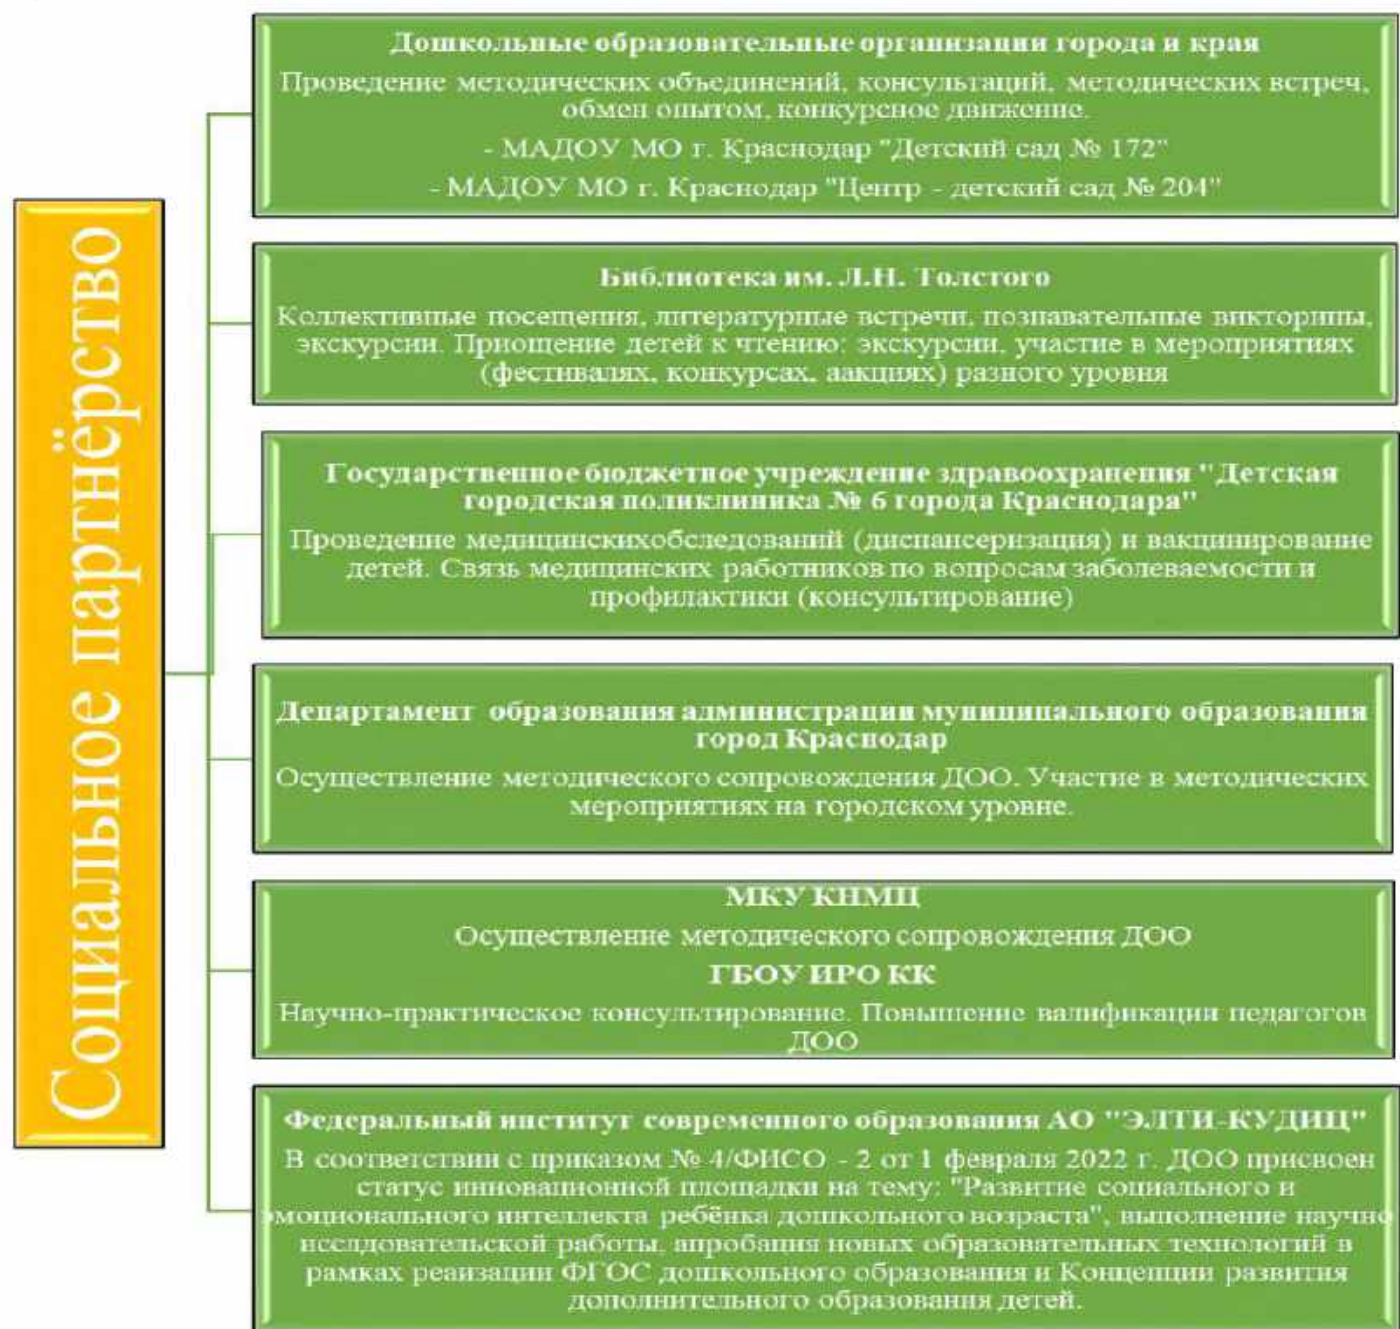 Социальное партнёрство
Дошкольные образовательные организации города и края
Проведение методических объединений, консультаций, методических встреч,
обмен опытом, конкурсное движение.
- МАДОУ МО г. Краснодар "Детский сад № 172"
- МАДОУ МО г. Краснодар "Центр - детский сад № 204"
Библиотека им. Л.Н. Толстого
Коллективные посещения, литературные встречи, познавательные викторины,
экскурсии. Приощение детей к чтению: экскурсии, участие в мероприятиях
(фестивалях, конкурсах, аакциях) разного уровня
Государственное бюджетное учреждение здравоохранения "Детская
городская поликлиника № 6 города Краснодара"
Проведение медицинскихобследований (диспансеризация) и вакцинирование
детей. Связь медицинских работников по вопросам заболеваемости и
профилактики (консультирование)
Департамент образования администрации муниципального образования
город Краснодар
Осуществление методического сопровождения ДОО. Участие в методических
мероприятиях на городском уровне.
МКУ КНМЦ
Осуществление методического сопровождения ДОО
ГБОУ ИРО КК
Научно-практическое консультирование. Повышение валификации педагогов
ДОО
Федеральный институт современного образования АО "ЭЛТИ-КУДИЦ"
В соответствии с приказом № 4/ФИСО - 2 от 1 февраля 2022 г. ДОО присвоен
статус инновационной площадки на тему: "Развитие социального и
эмоционального интеллекта ребёнка дошкольного возраста", выполнение научно
исслдовательской работы, апробация новых образовательных технологий в
рамках реаизации ФГОС дошкольного образования и Концепции развития
дополнительного образования детей.